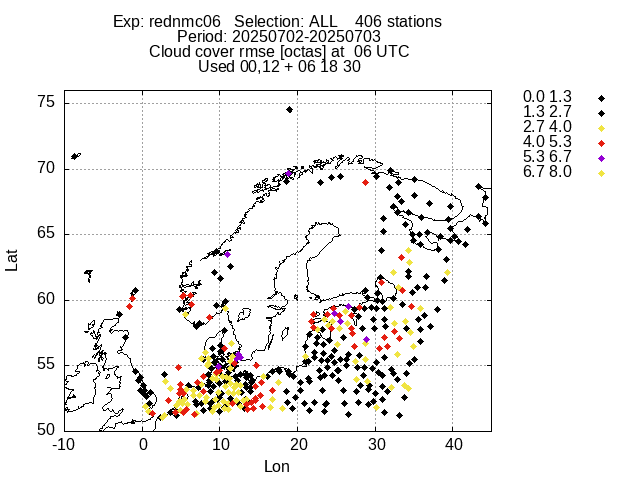 Exp: rednmc06 Selection: ALL 406 stations
Period: 20250702-20250703
Cloud cover rmse [octas] at 06 UTC
Used 00,12 + 06 18 30
0.0 1.3
1.3 2.7
2.7 4.0
4.0 5.3
5.3 6.7
6.7 8.0
75
70
65
60
55
50
Lat
-10 0 10 20 30 40
Lon